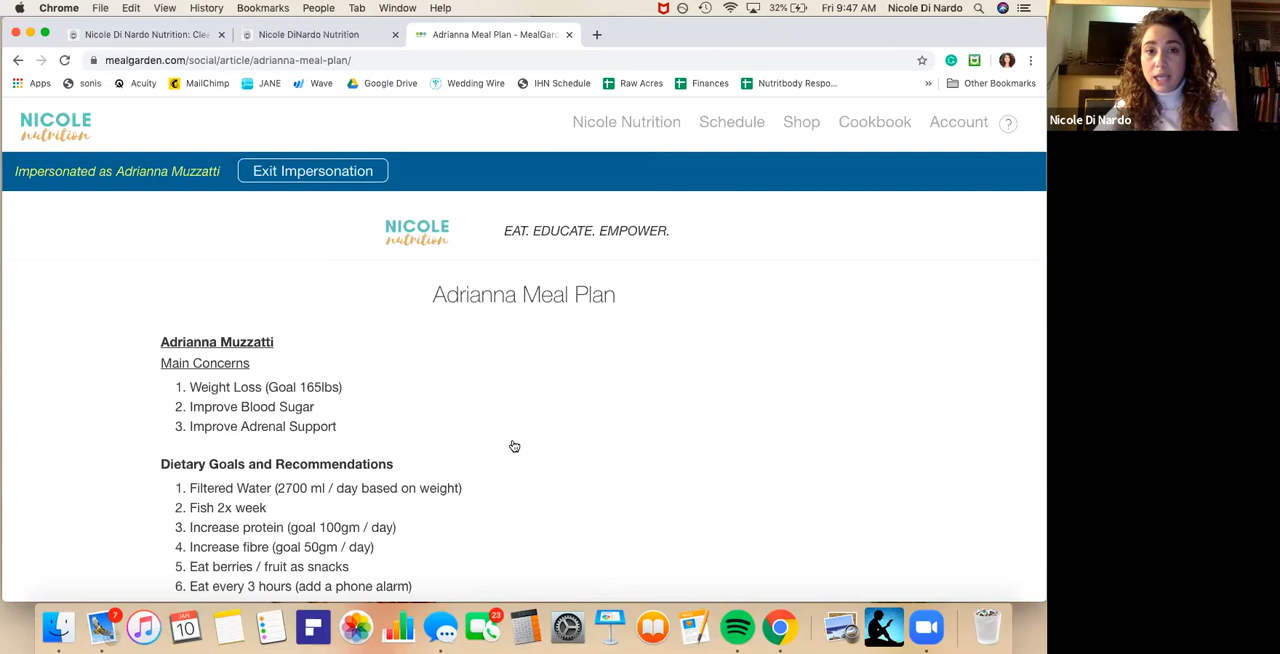 Chrome File Edit View History Bookmarks People Tab Window Help 32% Fri 9:47 AM Nicole Di Nardo
Nicole Di Nardo Nutrition: Clea Nicole DiNardo Nutrition Adrianna Meal Plan - MealGard
mealgarden.com/social/article/adrianna-meal-plan/
Apps sonis Acuity MailChimp JANE Wave Google Drive Wedding Wire IHN Schedule Raw Acres Finances Nutritbody Respo... » Other Bookmarks
NICOLE
nutrition
Nicole Nutrition Schedule Shop Cookbook Account ?
Nicole Di Nardo
Impersonated as Adrianna Muzzatti Exit Impersonation
NICOLE
nutrition
EAT. EDUCATE. EMPOWER.
Adrianna Meal Plan
Adrianna Muzzatti
Main Concerns
1. Weight Loss (Goal 165lbs)
2. Improve Blood Sugar
3. Improve Adrenal Support
Dietary Goals and Recommendations
1. Filtered Water (2700 ml / day based on weight)
2. Fish 2x week
3. Increase protein (goal 100gm / day)
4. Increase fibre (goal 50gm / day)
5. Eat berries / fruit as snacks
6. Eat every 3 hours (add a phone alarm)
7
JAN
10
23